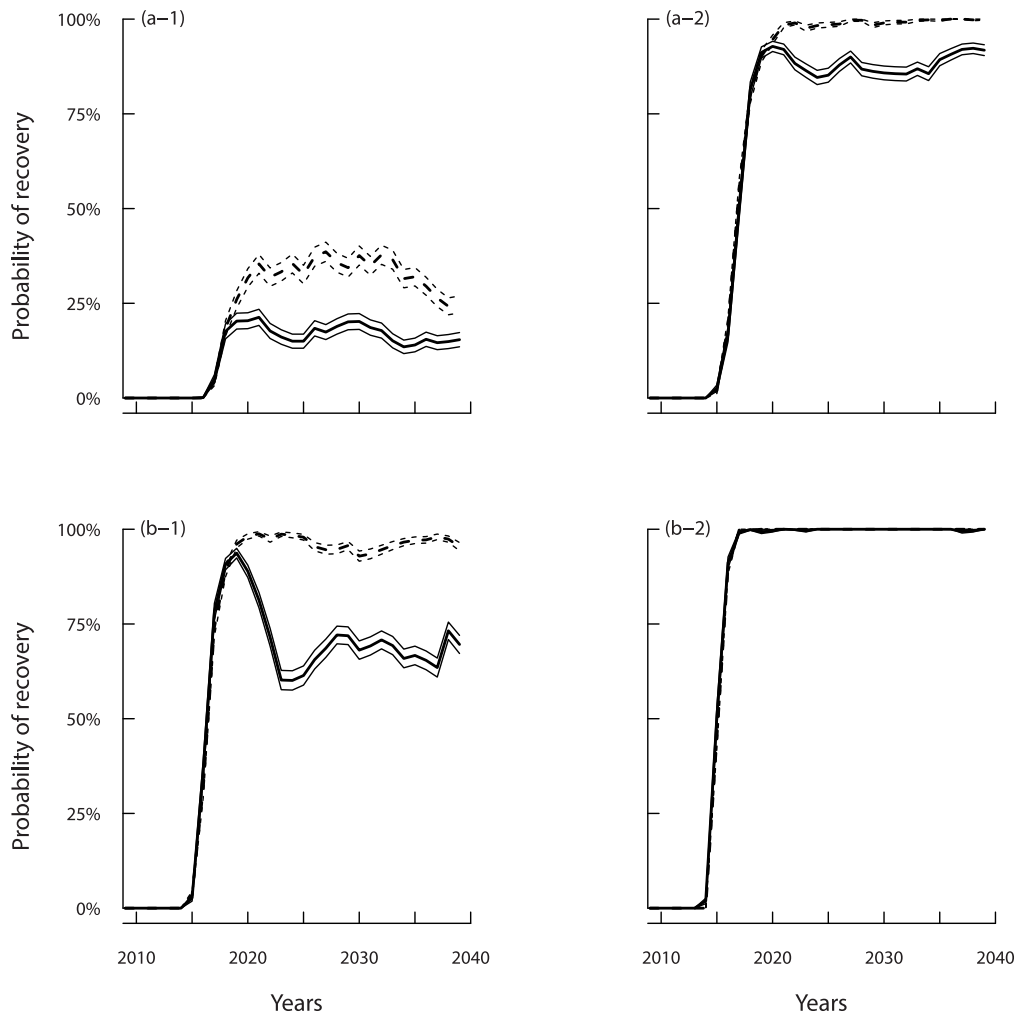 (a−1)
100%
75%
50%
25%
0%
Probability of recovery
(a−2)
(b−1)
100%
75%
50%
25%
0%
Probability of recovery
2010 2020 2030 2040
Years
(b−2)
2010 2020 2030 2040
Years